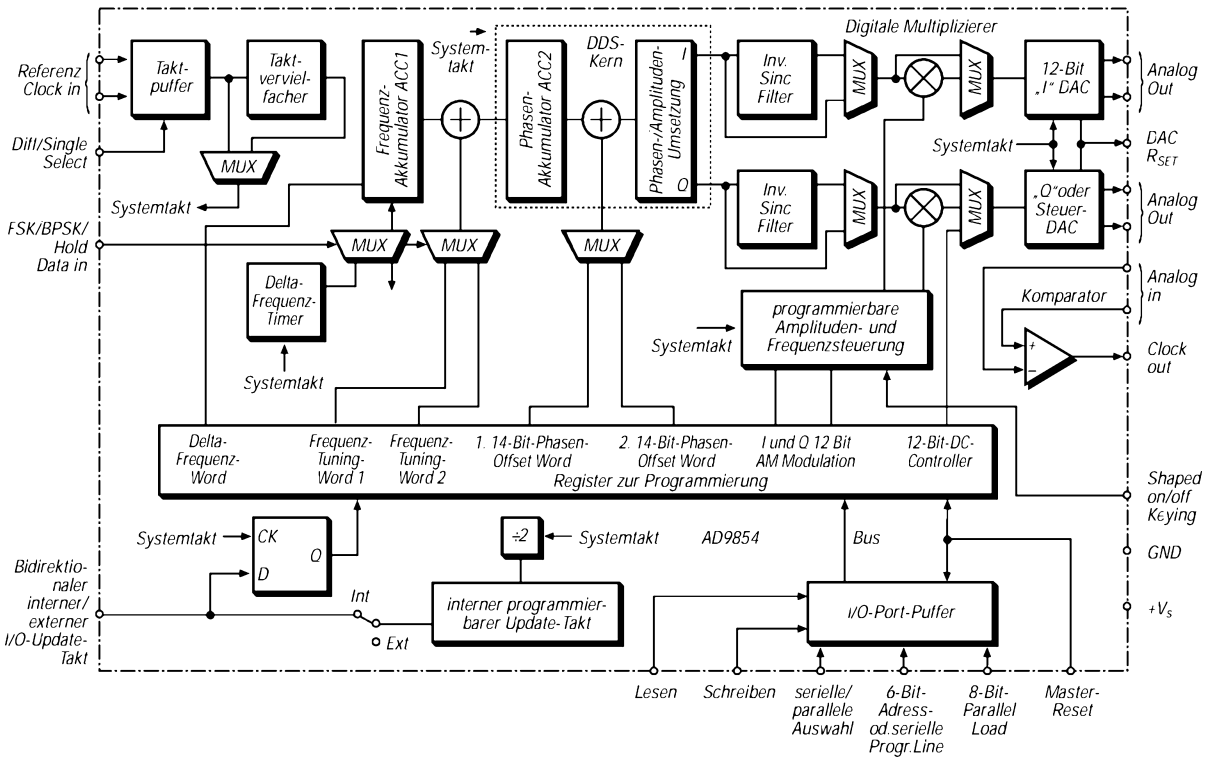 Digitale Multiplizierer
Referenz
Clock in
Takt-
puffer
Takt-
verviel-
facher
Frequenz-
Akkumulator ACC1
System-
takt
DDS-
Kern
Phasen-
Akkumulator ACC2
Phasen-/Amplituden-
Umsetzung
I
Q
Inv.
Sinc
Filter
MUX
MUX
12-Bit
„I" DAC
Analog
Out
Diff/Single
Select
MUX
Systemtakt
Systemtakt
DAC
RSET
Inv.
Sinc
Filter
MUX
MUX
„Q"oder
Steuer-
DAC
Analog
Out
FSK/BPSK/
Hold
Data in
MUX
MUX
MUX
Delta-
Frequenz-
Timer
Systemtakt
programmierbare
Amplituden- und
Frequenzsteuerung
Systemtakt
Komparator
Analog
in
+
−
Clock
out
Delta-
Frequenz-
Word
Frequenz-
Tuning-
Word 1
Frequenz-
Tuning-
Word 2
1. 14-Bit-Phasen-
Offset Word
2. 14-Bit-Phasen-
Offset Word
I und Q 12 Bit
AM Modulation
12-Bit-DC-
Controller
Register zur Programmierung
Shaped
on/off
Keying
Systemtakt
CK
Q
D
÷2
Systemtakt
AD9854
Bus
GND
Bidirektio-
naler
interner/
externer
I/O-Update-
Takt
Int
Ext
interner programmier-
barer Update-Takt
I/O-Port-Puffer
+Vs
Lesen
Schreiben
serielle/
parallele
Auswahl
6-Bit-
Adress-
od.serielle
Progr.Line
8-Bit-
Parallel
Load
Master-
Reset